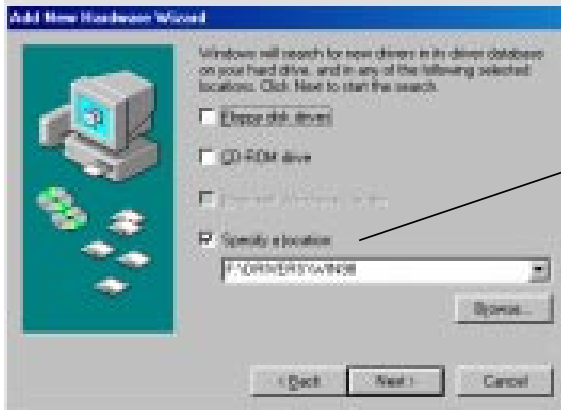 Add New Hardware Wizard
Windows will search for new drivers in its driver database
on your hard drive, and in any of the following selected
locations. Click Next to start the search.
Floppy disk drives
CD-ROM drive
Specify a location
F:\DRIVERS\WIN98
Browse...
< Back
Next >
Cancel